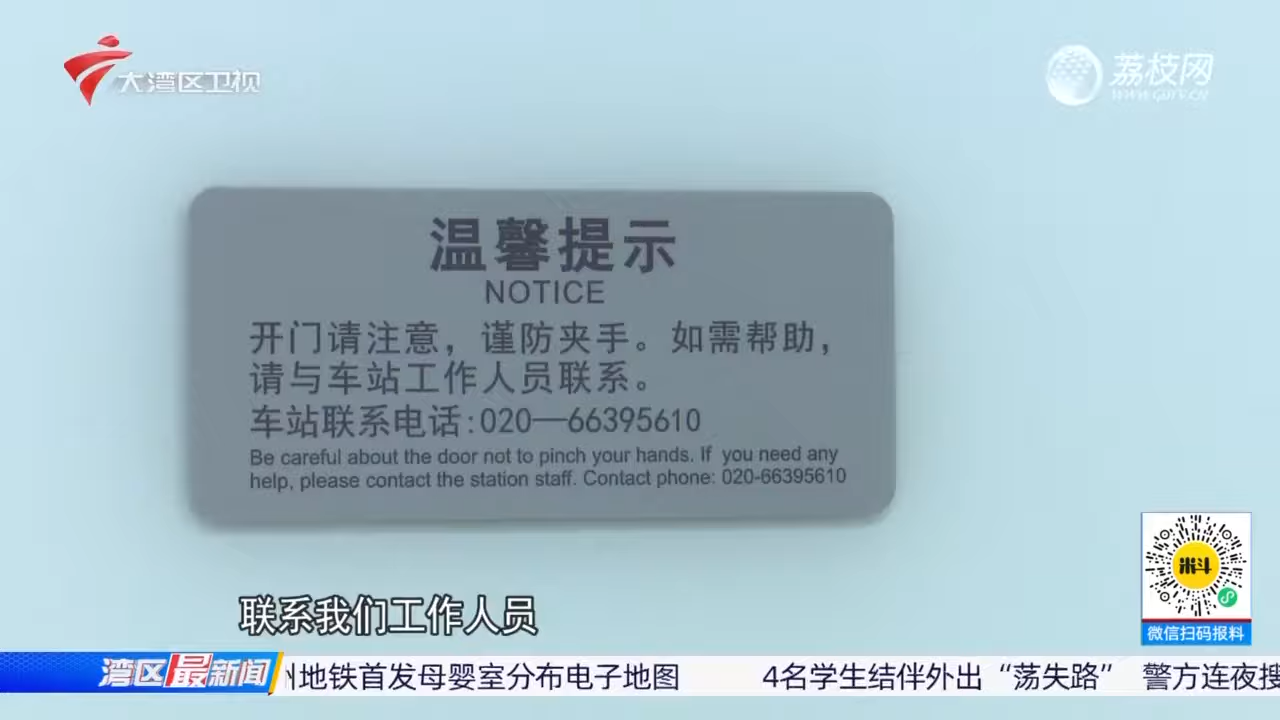 大湾区卫视
荔枝网
WWW.GDTV.CN
温馨提示
NOTICE
开门请注意，谨防夹手。如需帮助，
请与车站工作人员联系。
车站联系电话:020—66395610
Be careful about the door not to pinch your hands. If you need any
help, please contact the station staff. Contact phone: 020-66395610
米斗
微信扫码报料
联系我们工作人员
湾区最新闻
州地铁首发母婴室分布电子地图 4名学生结伴外出“荡失路” 警方连夜搜